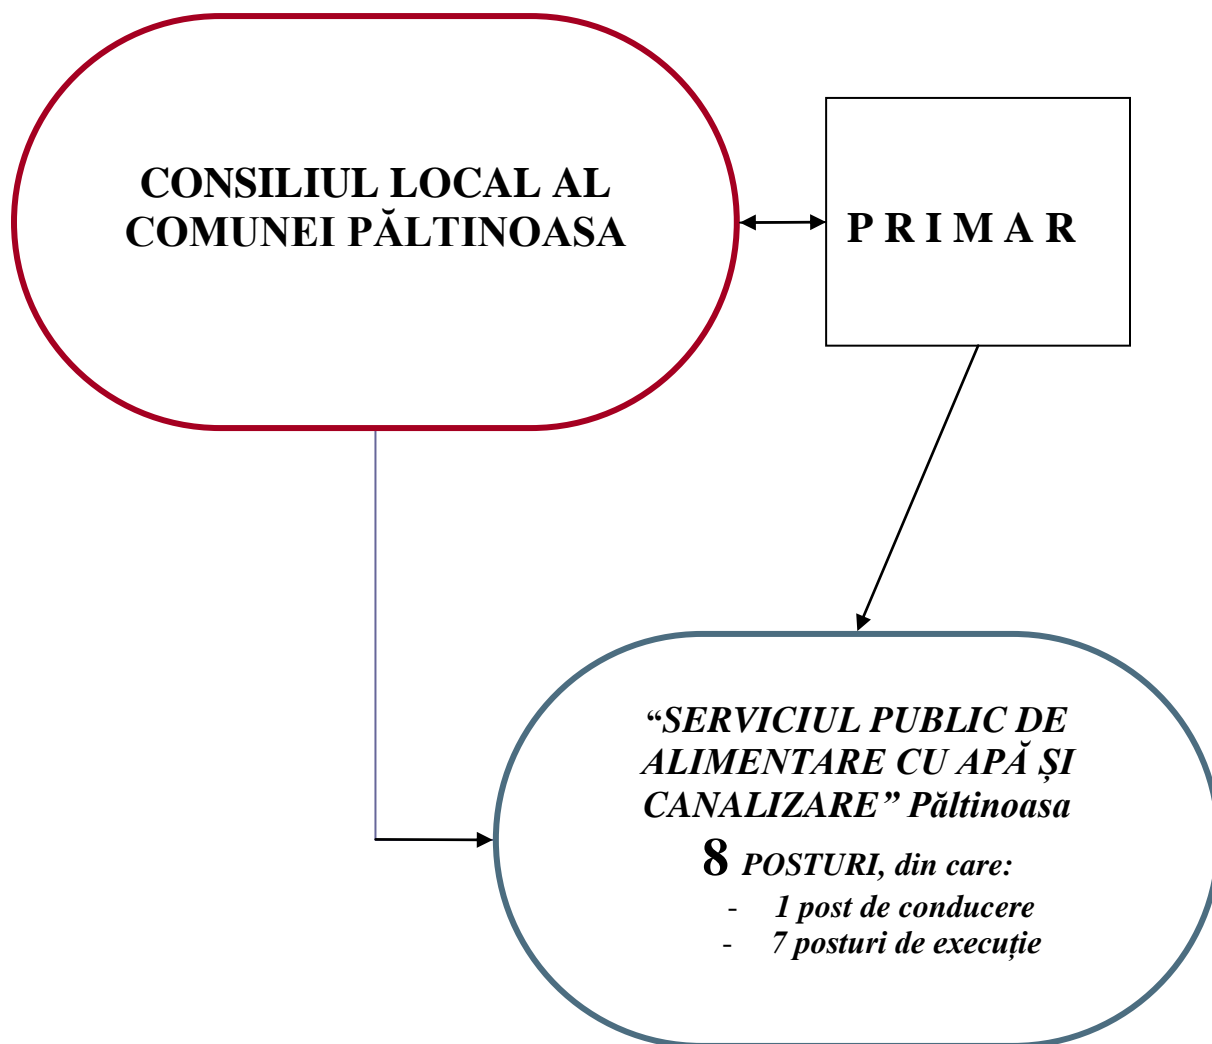 CONSILIUL LOCAL AL
COMUNEI PĂLTINOASA
P R I M A R
“SERVICIUL PUBLIC DE
ALIMENTARE CU APĂ ȘI
CANALIZARE” Păltinoasa
8 POSTURI, din care:
- 1 post de conducere
- 7 posturi de execuție